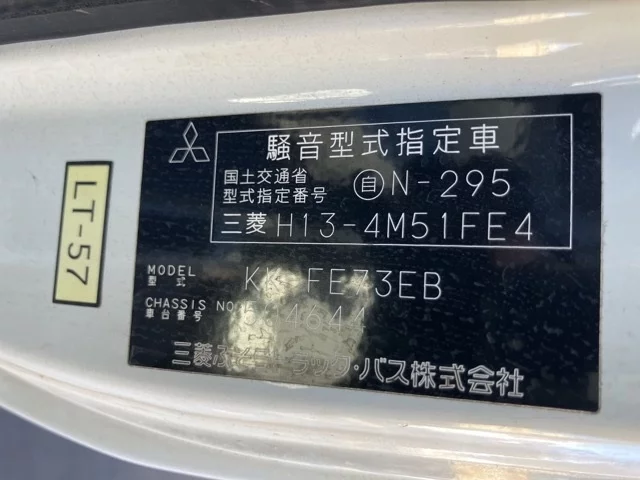 騒音型式指定車
国土交通省
型式指定番号
自N-295
三菱 H13-4M51FE4
LT-57
MODEL
型式
KK-FE73EB
CHASSIS NO.
車台番号
三菱ふそうトラック・バス株式会社